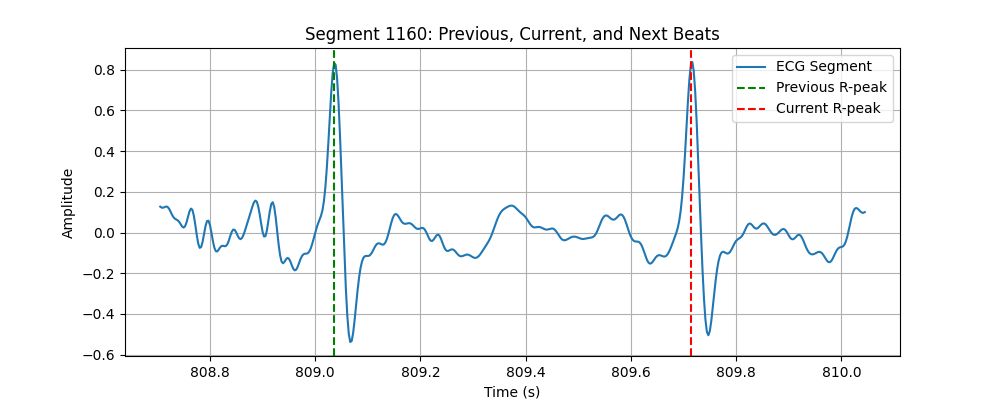 Segment 1160: Previous, Current, and Next Beats
ECG Segment
Previous R-peak
Current R-peak
Amplitude
0.8
0.6
0.4
0.2
0.0
−0.2
−0.4
−0.6
808.8 809.0 809.2 809.4 809.6 809.8 810.0
Time (s)